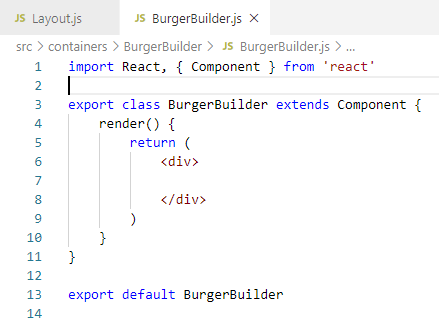 JS Layout.js JS BurgerBuilder.js ×
src > containers > BurgerBuilder > JS BurgerBuilder.js > ...
1 import React, { Component } from 'react'
2
3 export class BurgerBuilder extends Component {
4 render() {
5 return (
6 <div>
7
8 </div>
9 )
10 }
11 }
12
13 export default BurgerBuilder
14